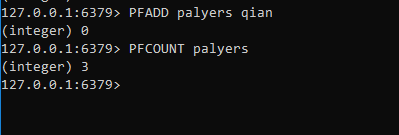 127.0.0.1:6379> PFADD palyers qian
(integer) 0
127.0.0.1:6379> PFCOUNT palyers
(integer) 3
127.0.0.1:6379>